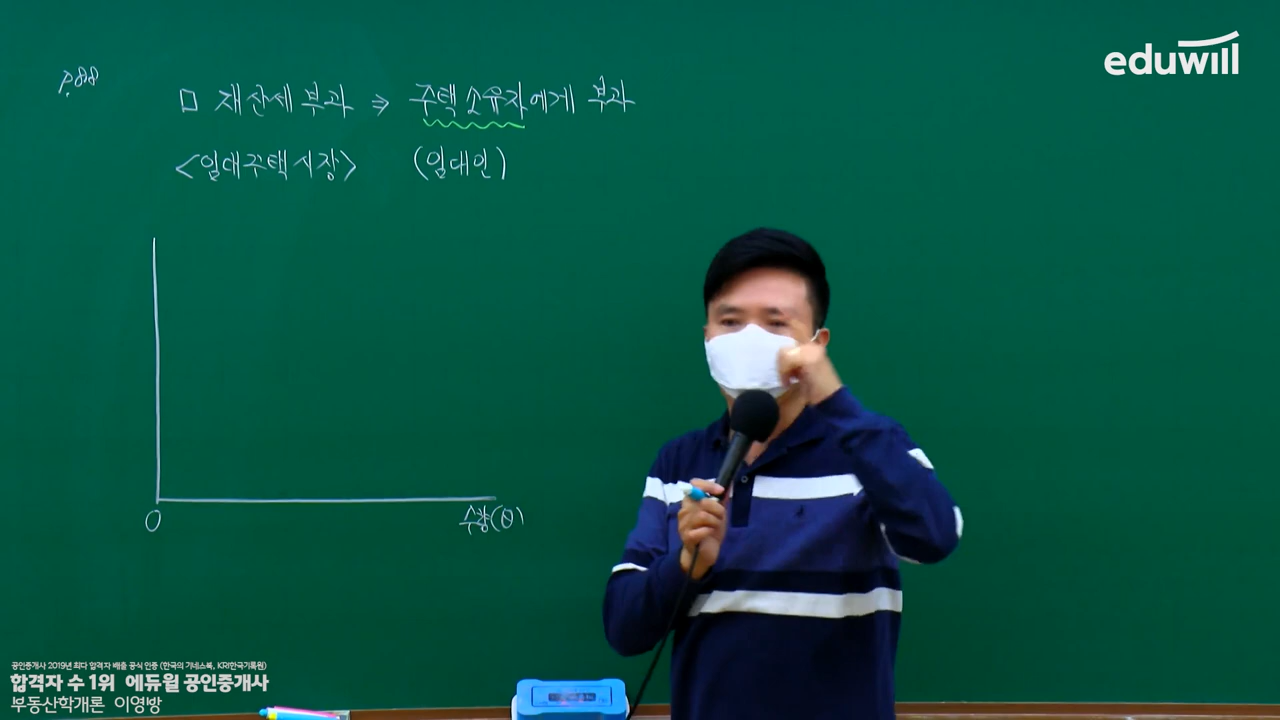 eduwill
P.88
□ 재산세 부과 ⇒ 주택소유자에게 부과
<임대주택시장> (임대인)
0
수량(Q)
공인중개사 2019년 최다 합격자 배출 공식 인증 (한국의 기네스북, KRI한국기록원)
합격자 수 1위 에듀윌 공인중개사
부동산학개론 이영방